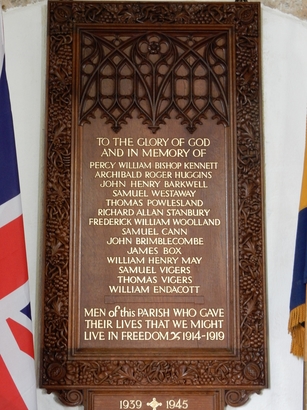 TO THE GLORY OF GOD
AND IN MEMORY OF
PERCY WILLIAM BISHOP KENNETT
ARCHIBALD ROGER HUGGINS
JOHN HENRY BARKWELL
SAMUEL WESTAWAY
THOMAS POWLESLAND
RICHARD ALLAN STANBURY
FREDERICK WILLIAM WOOLLAND
SAMUEL CANN
JOHN BRIMBLECOMBE
JAMES BOX
WILLIAM HENRY MAY
SAMUEL VIGERS
THOMAS VIGERS
WILLIAM ENDACOTT
MEN of this PARISH WHO GAVE
THEIR LIVES THAT WE MIGHT
LIVE IN FREEDOM 1914-1919
1939 1945